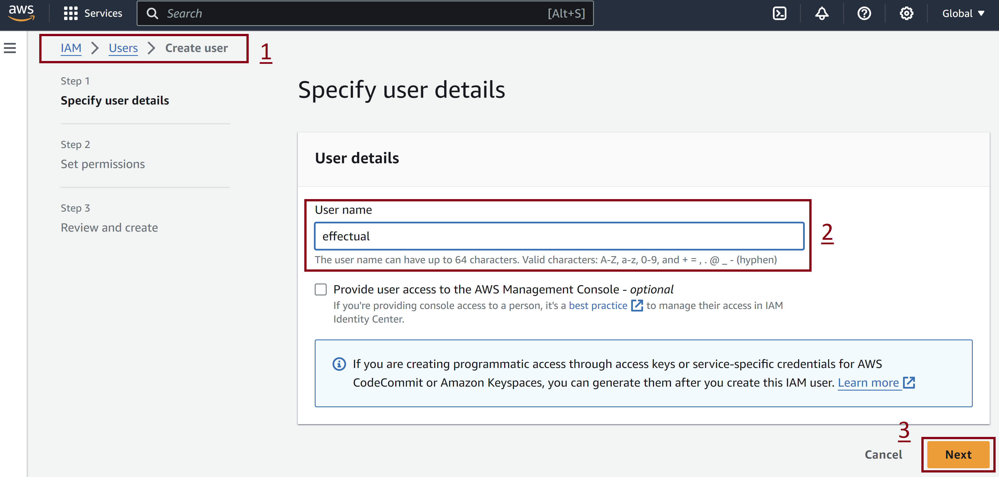 aws Services Search [Alt+S] Global
IAM > Users > Create user 1
Step 1
Specify user details
Step 2
Set permissions
Step 3
Review and create
Specify user details
User details
User name
effectual
2
The user name can have up to 64 characters. Valid characters: A-Z, a-z, 0-9, and + = , . @ _ - (hyphen)
Provide user access to the AWS Management Console - optional
If you're providing console access to a person, it's a best practice to manage their access in IAM
Identity Center.
If you are creating programmatic access through access keys or service-specific credentials for AWS
CodeCommit or Amazon Keyspaces, you can generate them after you create this IAM user. Learn more
3
Cancel Next